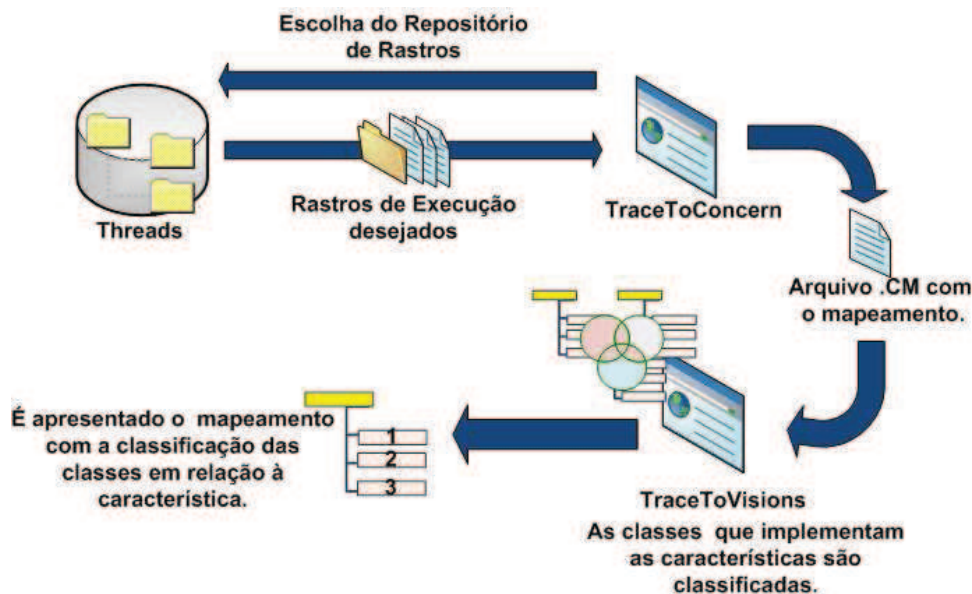 Escolha do Repositório
de Rastros
Threads
Rastros de Execução
desejados
TraceToConcern
Arquivo .CM com
o mapeamento.
TraceToVisions
As classes que implementam
as características são
classificadas.
1
2
3
É apresentado o mapeamento
com a classificação das
classes em relação à
característica.